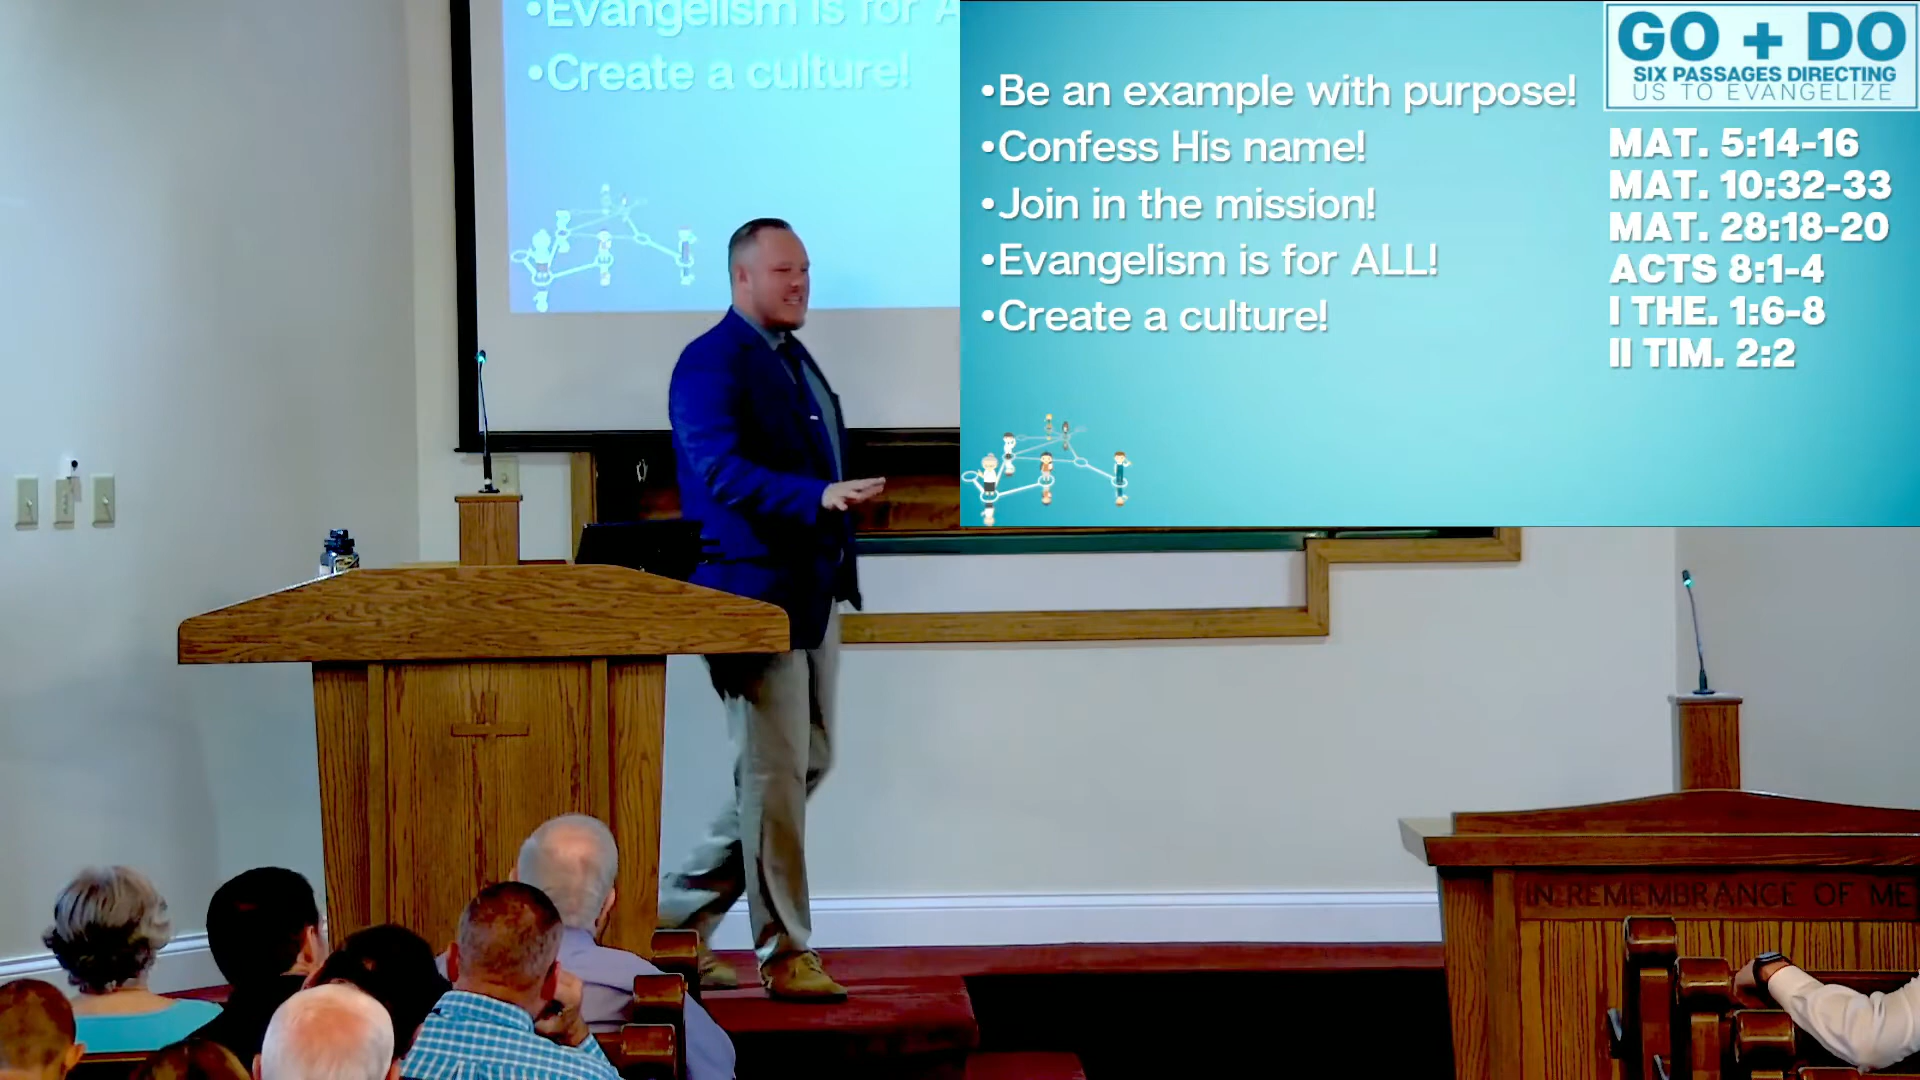 •Evangelism is for A
•Create a culture!
•Be an example with purpose!
•Confess His name!
•Join in the mission!
•Evangelism is for ALL!
•Create a culture!
GO + DO
SIX PASSAGES DIRECTING
US TO EVANGELIZE
MAT. 5:14-16
MAT. 10:32-33
MAT. 28:18-20
ACTS 8:1-4
I THE. 1:6-8
II TIM. 2:2
IN REMEMBRANCE OF ME